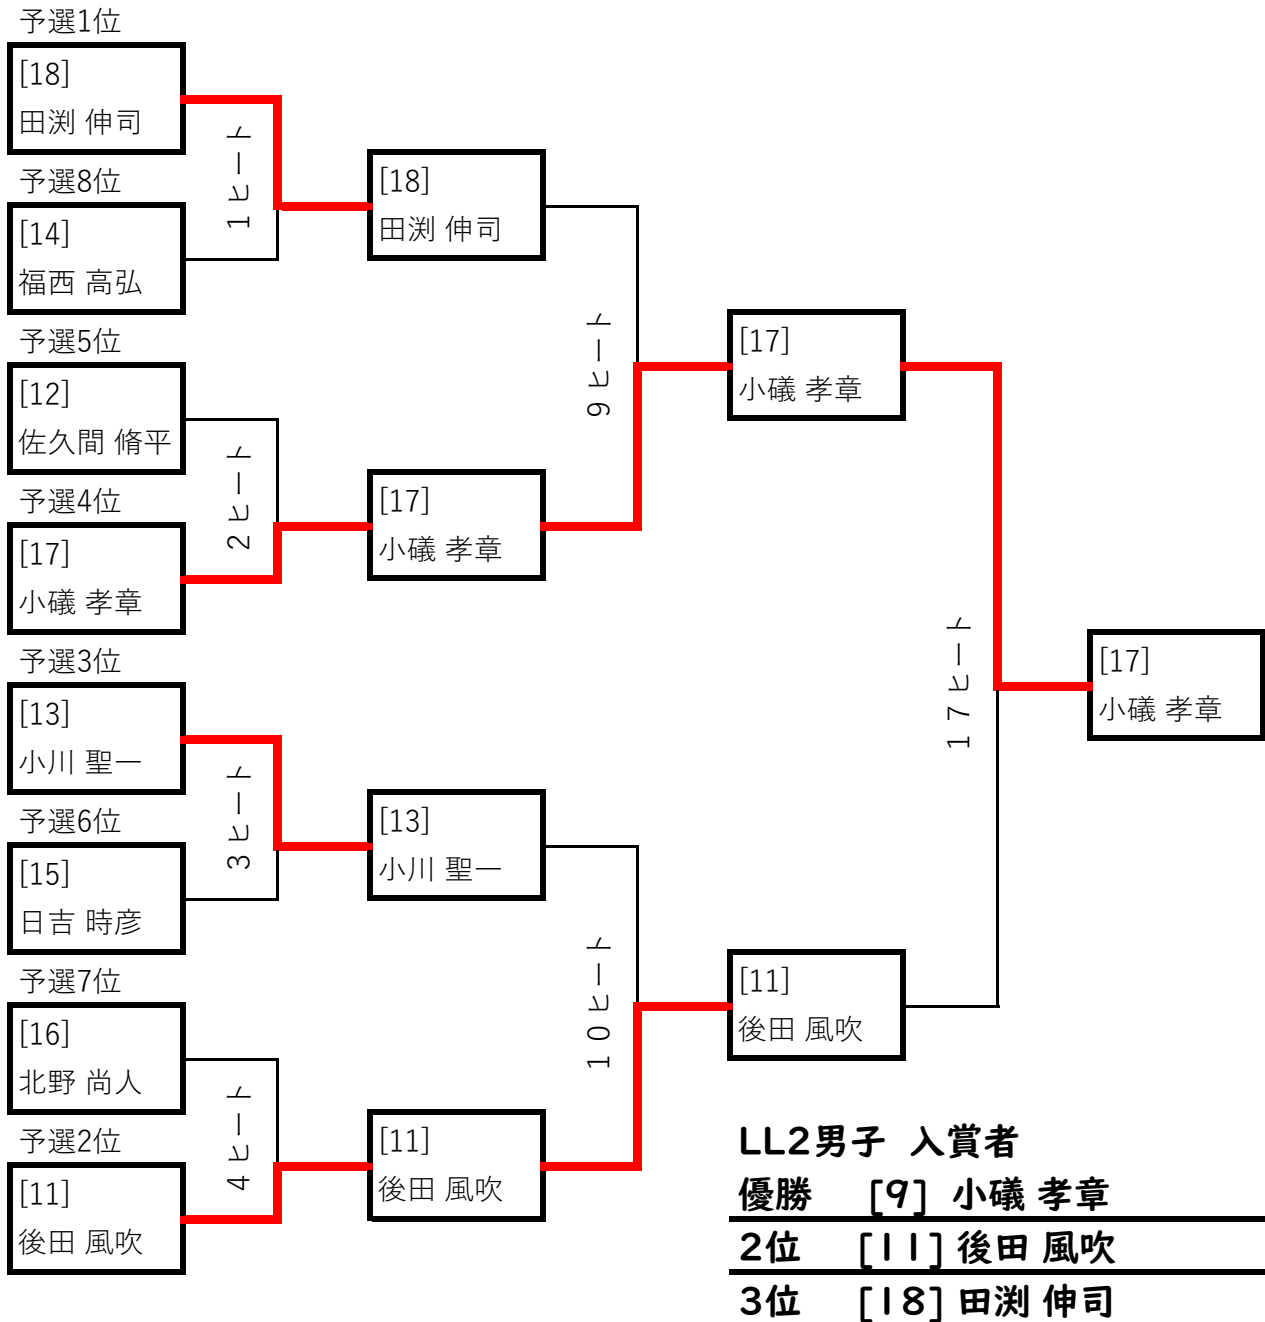 予選1位
[18]
田渕 伸司
予選8位
[14]
福西 高弘
1ヒート
予選5位
[12]
佐久間 脩平
予選4位
[17]
小礒 孝章
2ヒート
予選3位
[13]
小川 聖一
予選6位
[15]
日吉 時彦
3ヒート
予選7位
[16]
北野 尚人
予選2位
[11]
後田 風吹
4ヒート
[18]
田渕 伸司
[17]
小礒 孝章
9ヒート
[13]
小川 聖一
[11]
後田 風吹
10ヒート
[17]
小礒 孝章
[11]
後田 風吹
17ヒート
[17]
小礒 孝章
LL2男子 入賞者
優勝 [9] 小礒 孝章
2位 [11] 後田 風吹
3位 [18] 田渕 伸司